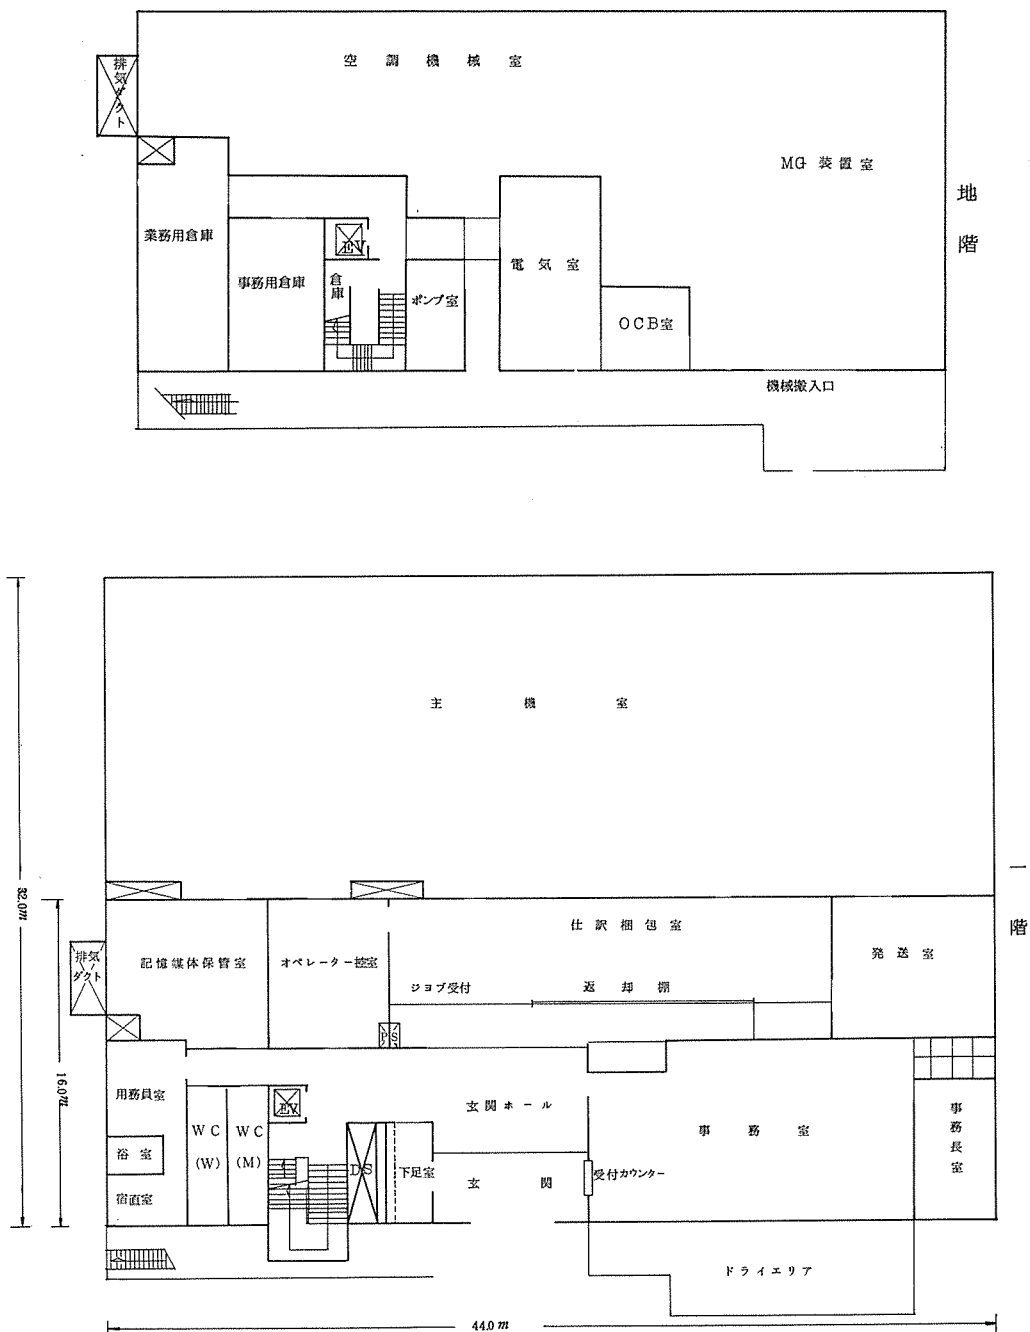 空調機械室
排気ダクト
MG装置室
地階
業務用倉庫
EV
電気室
事務用倉庫
倉庫
ポンプ室
OCB室
機械搬入口
主機室
一階
32.0m
仕訳梱包室
発送室
排気
ダクト
記憶媒体保管室
オペレーター控室
ジョブ受付
返却棚
PS
16.0m
用務員室
EV
玄関ホール
事務室
事務長室
WC
(W)
WC
(M)
浴室
DS
下足室
玄関
受付カウンター
宿直室
ドライエリア
44.0m